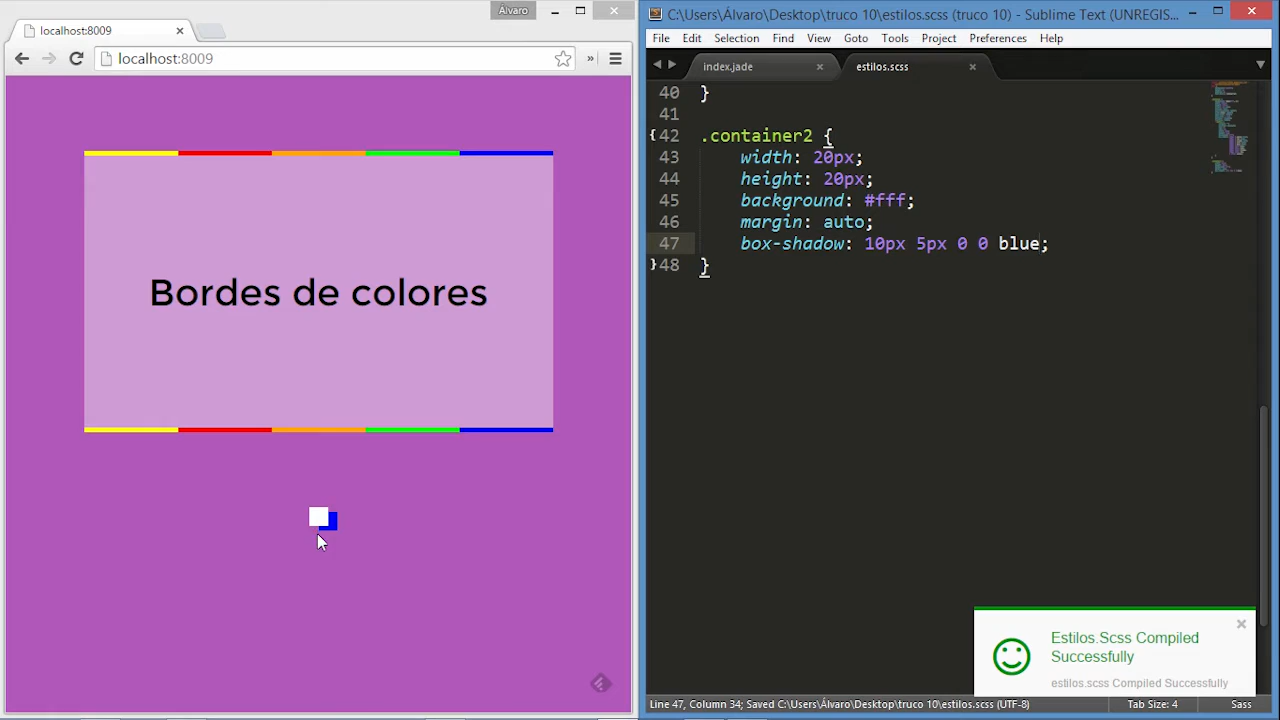 Álvaro
localhost:8009
localhost:8009
»
Bordes de colores
C:\Users\Álvaro\Desktop\truco 10\estilos.scss (truco 10) - Sublime Text (UNREGIS...
File Edit Selection Find View Goto Tools Project Preferences Help
index.jade estilos.scss
40 }
41
42 .container2 {
43 width: 20px;
44 height: 20px;
45 background: #fff;
46 margin: auto;
47 box-shadow: 10px 5px 0 0 blue;
48 }
Estilos.Scss Compiled
Successfully
estilos.scss Compiled Successfully
Line 47, Column 34; Saved C:\Users\Álvaro\Desktop\truco 10\estilos.scss (UTF-8) Tab Size: 4 Sass